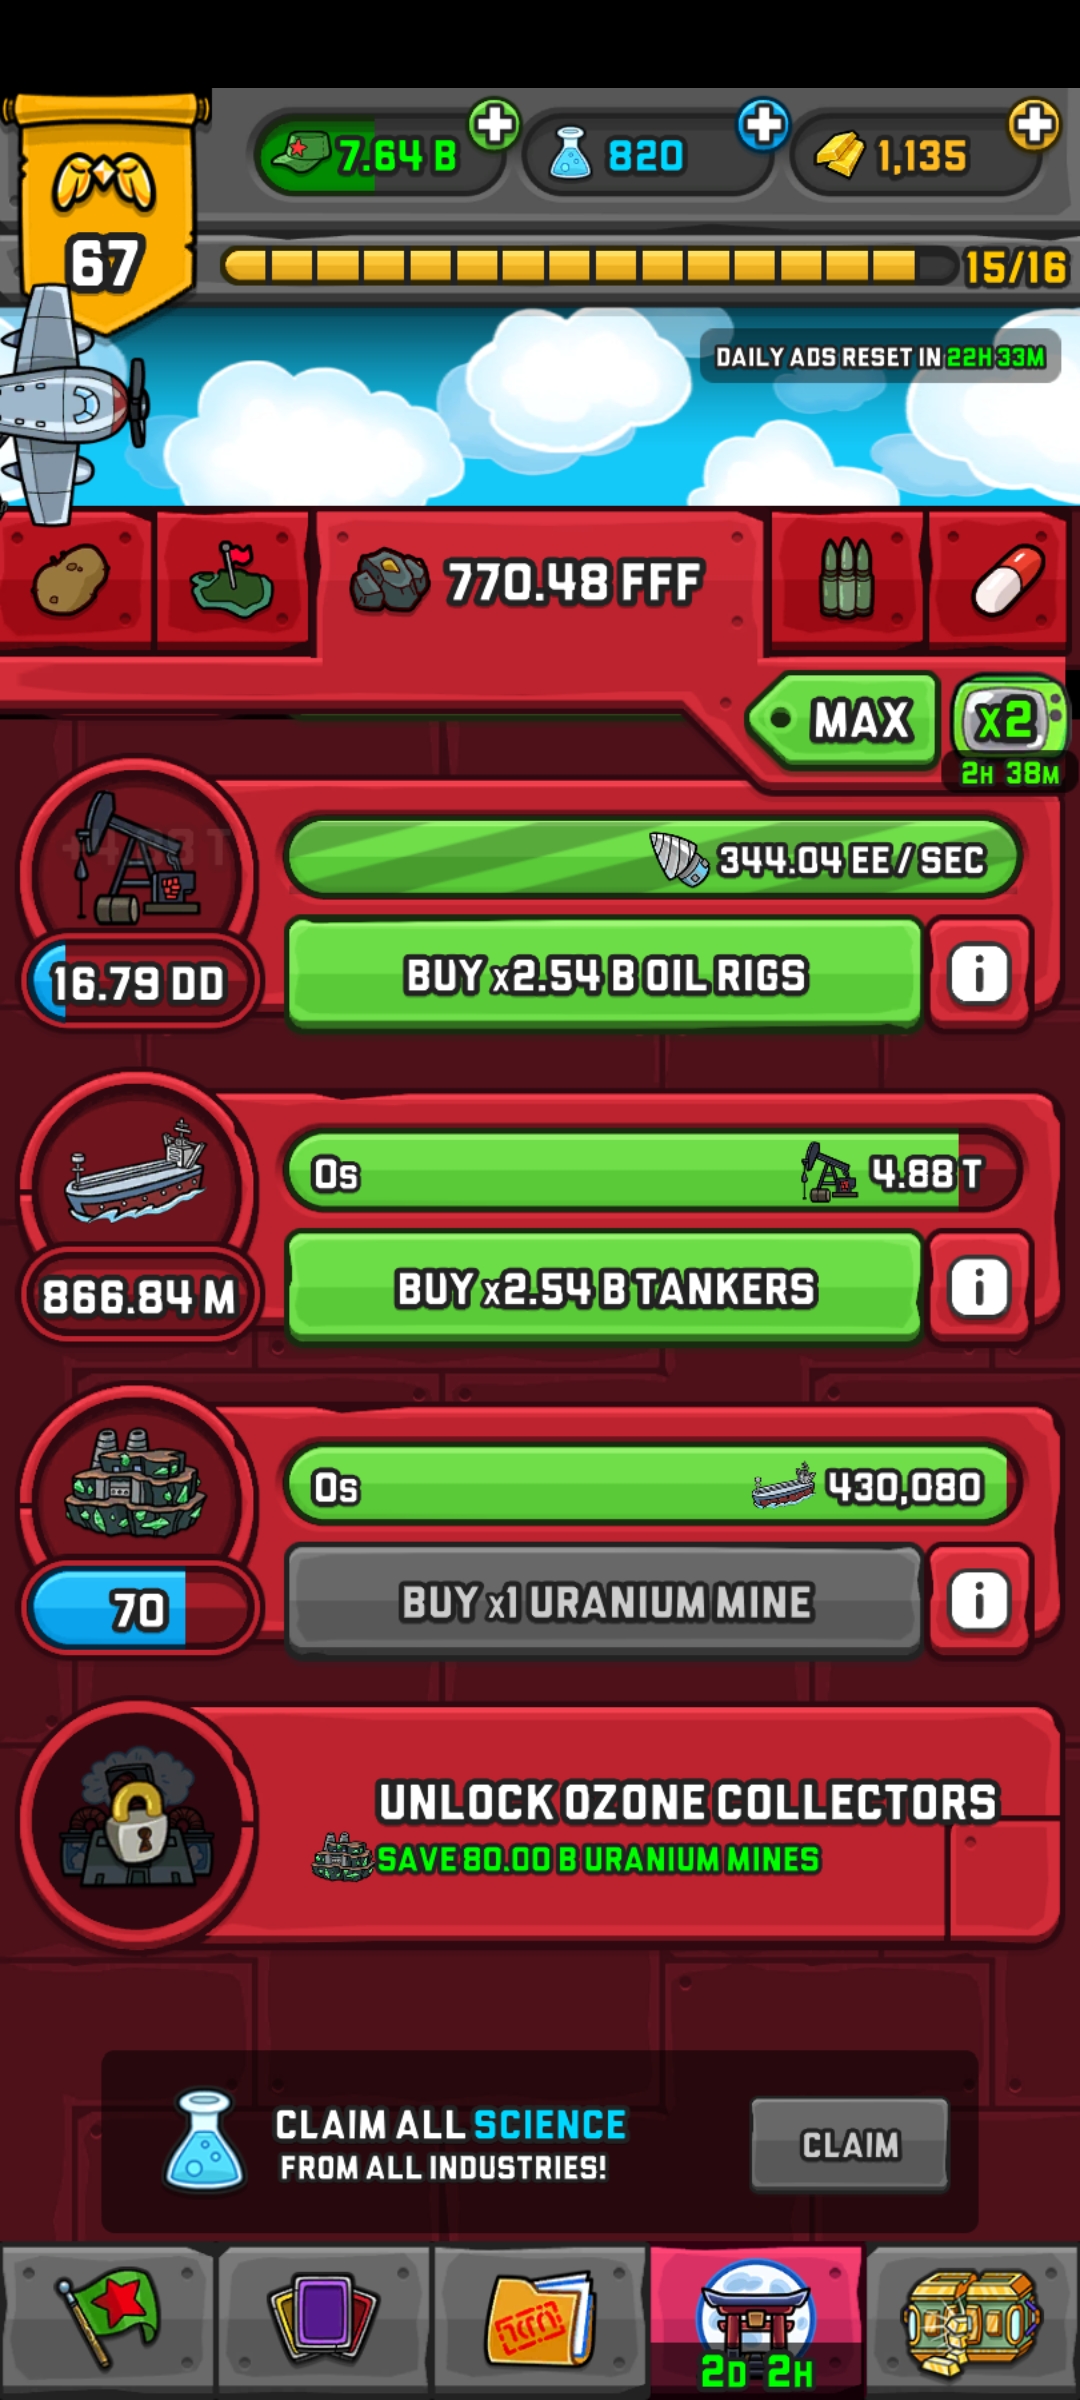 7.64 B
820
1,135
67
15/16
DAILY ADS RESET IN 22H 33M
770.48 FFF
MAX
x2
2H 38M
344.04 EE / SEC
16.79 DD
BUY x2.54 B OIL RIGS
i
0s
4.88 T
866.84 M
BUY x2.54 B TANKERS
i
0s
430,080
70
BUY x1 URANIUM MINE
i
UNLOCK OZONE COLLECTORS
SAVE 80.00 B URANIUM MINES
CLAIM ALL SCIENCE
FROM ALL INDUSTRIES!
CLAIM
2D 2H